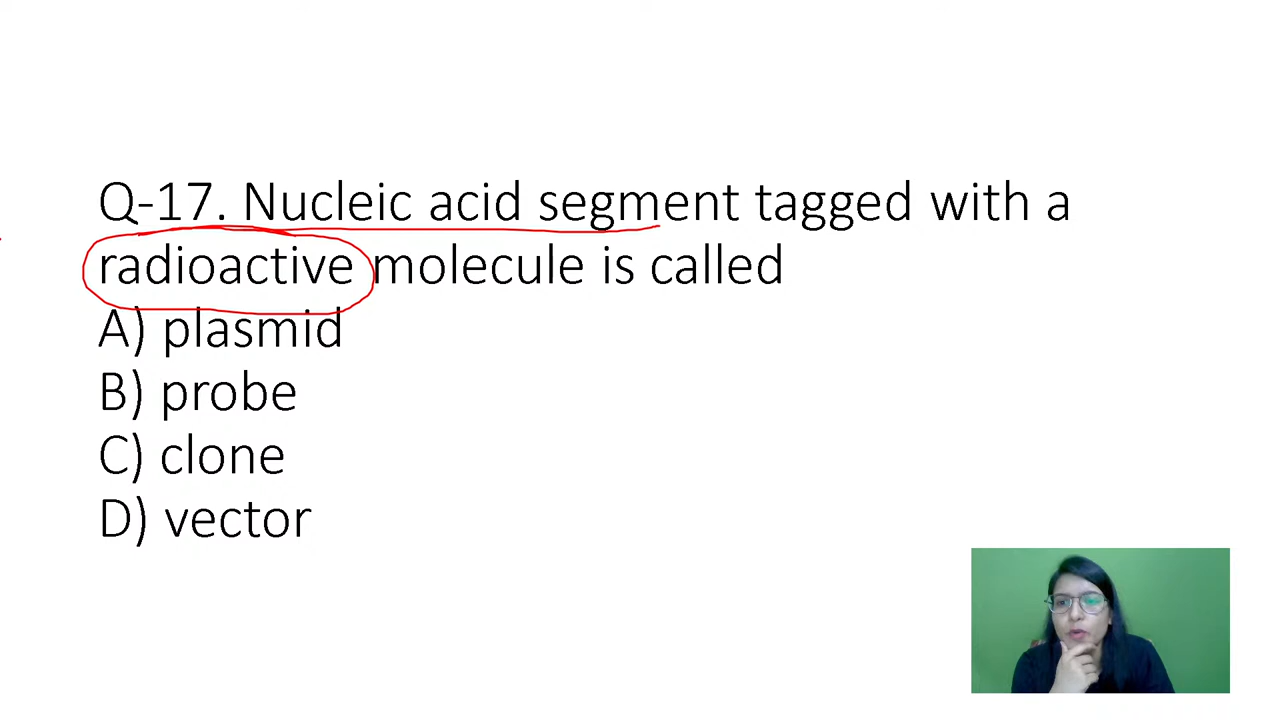 Q-17. Nucleic acid segment tagged with a
radioactive molecule is called
A) plasmid
B) probe
C) clone
D) vector